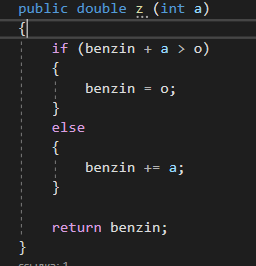 public double z (int a)
{
if (benzin + a > o)
{
benzin = o;
}
else
{
benzin += a;
}
return benzin;
}